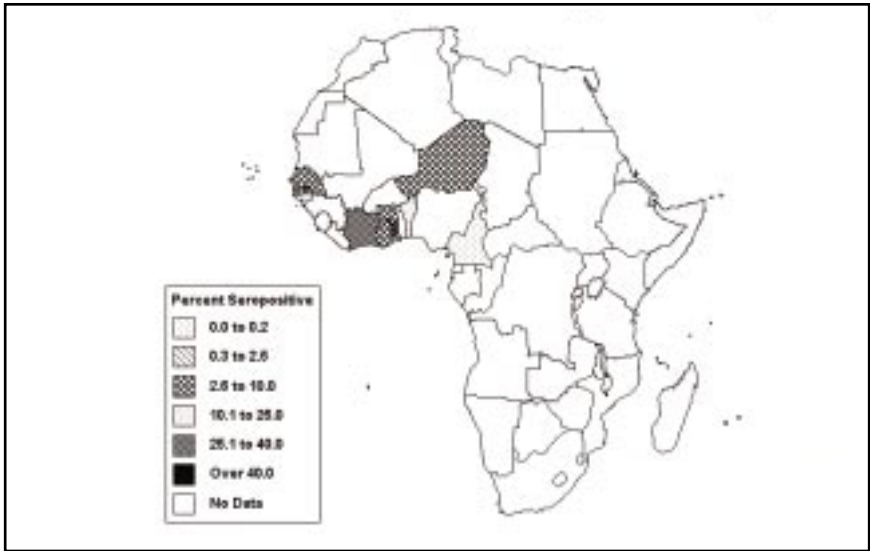 Percent Seropositive
0.0 to 0.2
0.3 to 2.5
2.6 to 10.0
10.1 to 25.0
25.1 to 40.0
Over 40.0
No Data